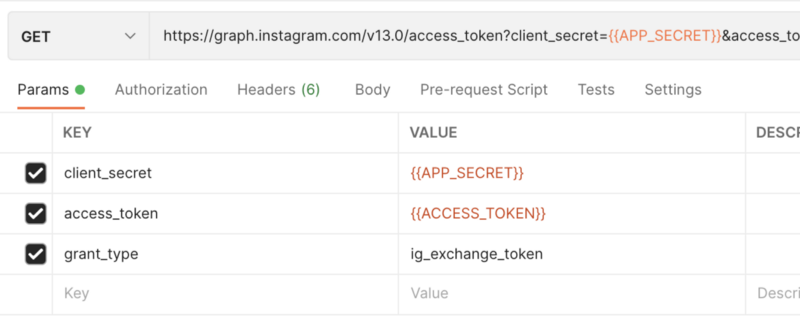 GET https://graph.instagram.com/v13.0/access_token?client_secret={{APP_SECRET}}&access_to
Params Authorization Headers (6) Body Pre-request Script Tests Settings
KEY VALUE DESCR
client_secret {{APP_SECRET}}
access_token {{ACCESS_TOKEN}}
grant_type ig_exchange_token
Key Value Descri